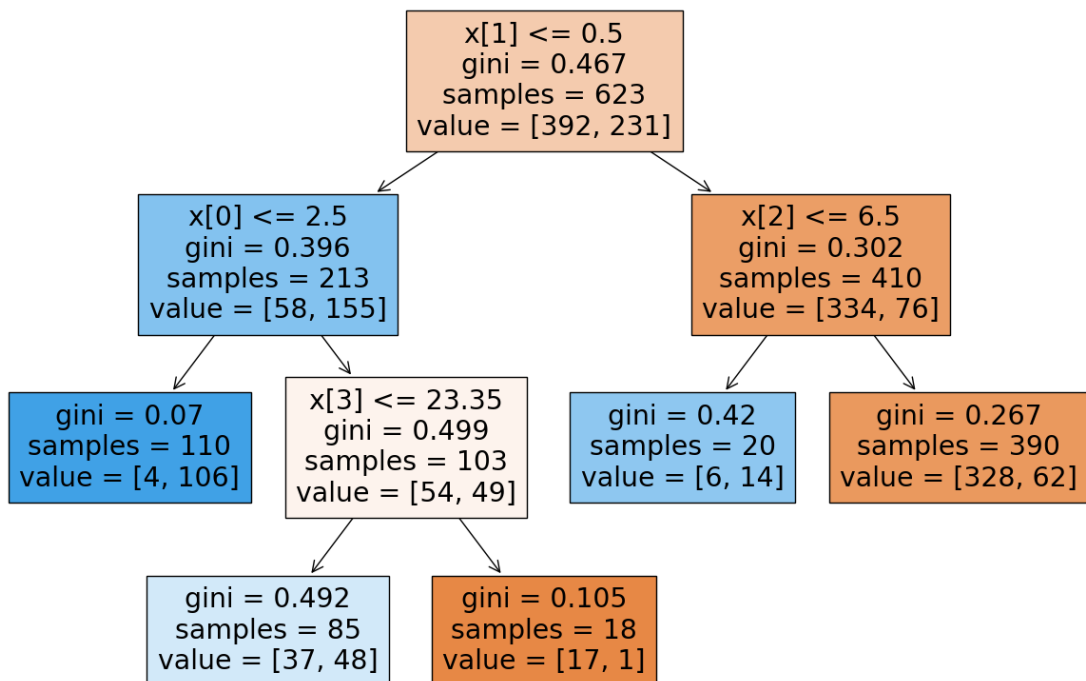 x[1] <= 0.5
gini = 0.467
samples = 623
value = [392, 231]
x[0] <= 2.5
gini = 0.396
samples = 213
value = [58, 155]
x[2] <= 6.5
gini = 0.302
samples = 410
value = [334, 76]
gini = 0.07
samples = 110
value = [4, 106]
x[3] <= 23.35
gini = 0.499
samples = 103
value = [54, 49]
gini = 0.42
samples = 20
value = [6, 14]
gini = 0.267
samples = 390
value = [328, 62]
gini = 0.492
samples = 85
value = [37, 48]
gini = 0.105
samples = 18
value = [17, 1]